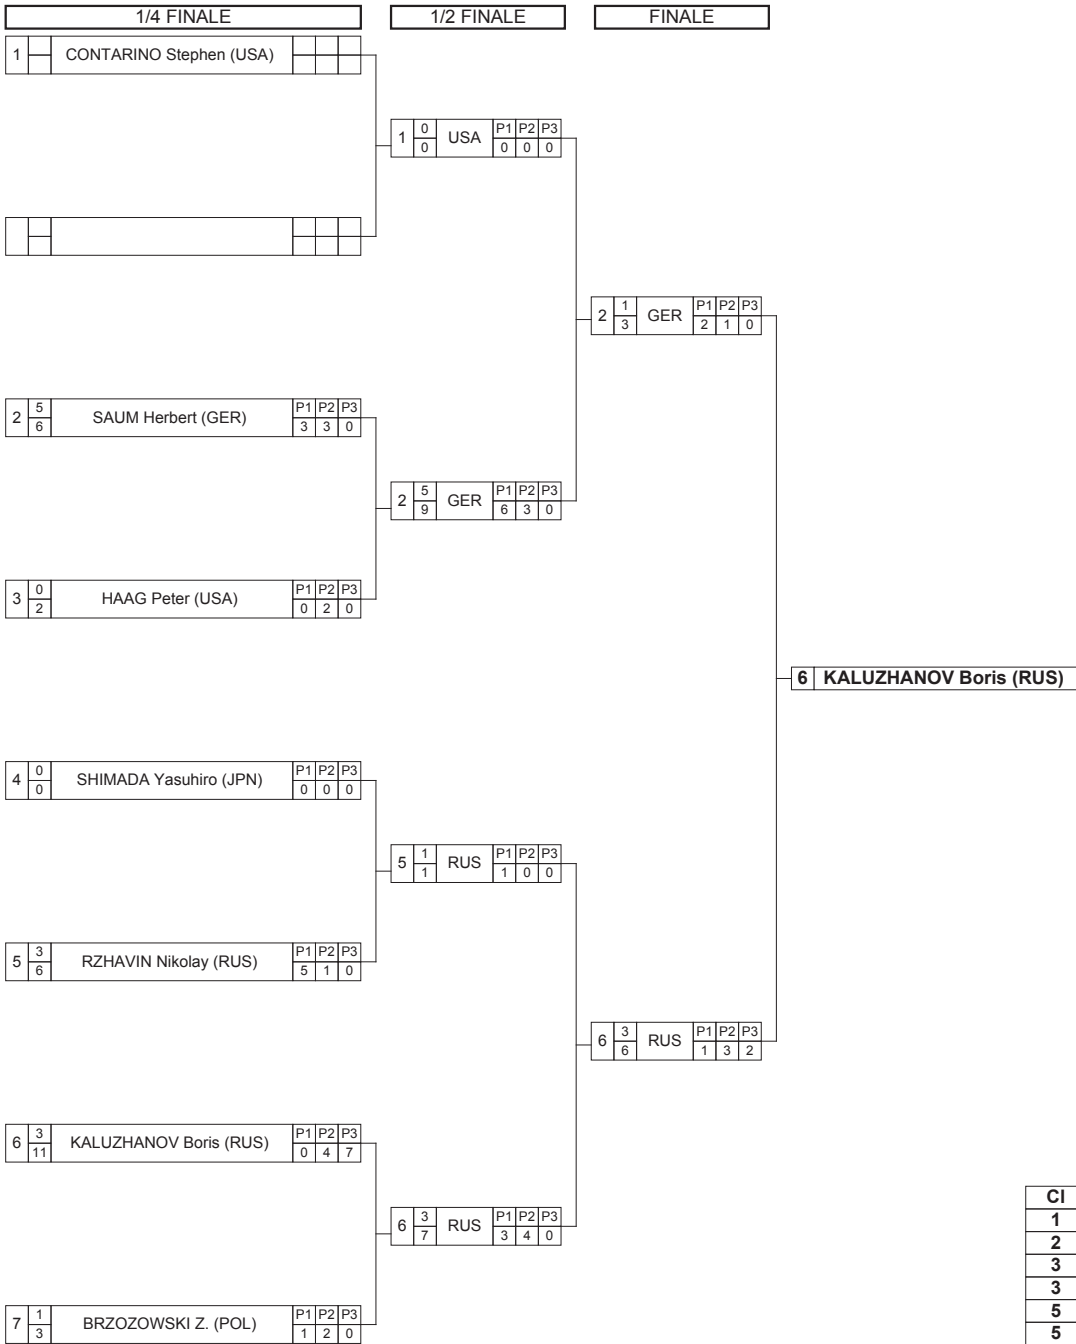 1/4 FINALE 1/2 FINALE FINALE
1 CONTARINO Stephen (USA)
1 0 0 USA P1 P2 P3 0 0 0
2 1 3 GER P1 P2 P3 2 1 0
2 5 6 SAUM Herbert (GER) P1 P2 P3 3 3 0
2 5 9 GER P1 P2 P3 6 3 0
3 0 2 HAAG Peter (USA) P1 P2 P3 0 2 0
6 KALUZHANOV Boris (RUS)
4 0 0 SHIMADA Yasuhiro (JPN) P1 P2 P3 0 0 0
5 1 1 RUS P1 P2 P3 1 0 0
5 3 6 RZHAVIN Nikolay (RUS) P1 P2 P3 5 1 0
6 3 6 RUS P1 P2 P3 1 3 2
6 3 11 KALUZHANOV Boris (RUS) P1 P2 P3 0 4 7
6 3 7 RUS P1 P2 P3 3 4 0
7 1 3 BRZOZOWSKI Z. (POL) P1 P2 P3 1 2 0
Cl
1
2
3
3
5
5